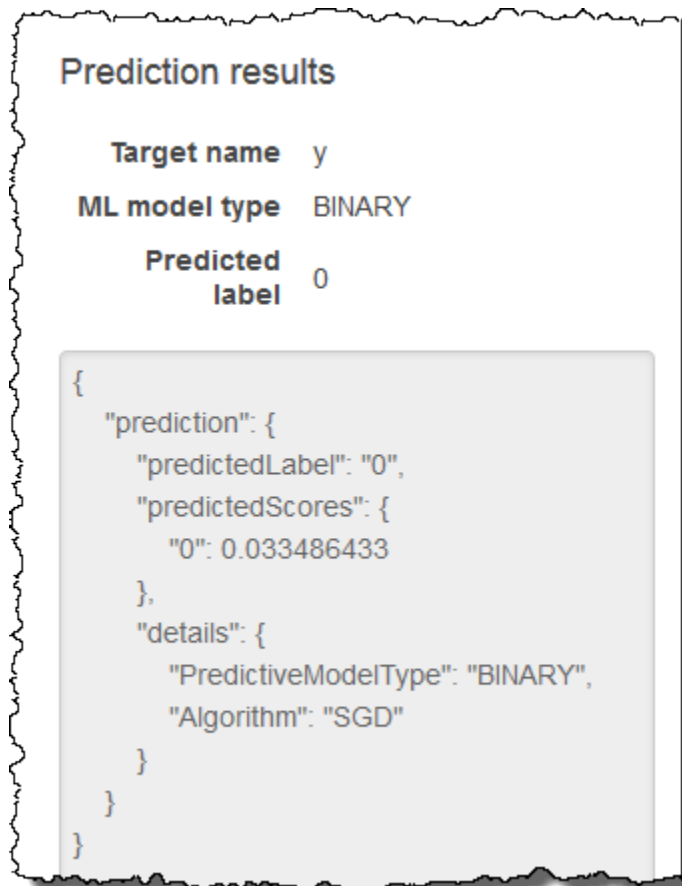 Prediction results
Target name y
ML model type BINARY
Predicted
label 0
{
"prediction": {
"predictedLabel": "0",
"predictedScores": {
"0": 0.033486433
},
"details": {
"PredictiveModelType": "BINARY",
"Algorithm": "SGD"
}
}
}